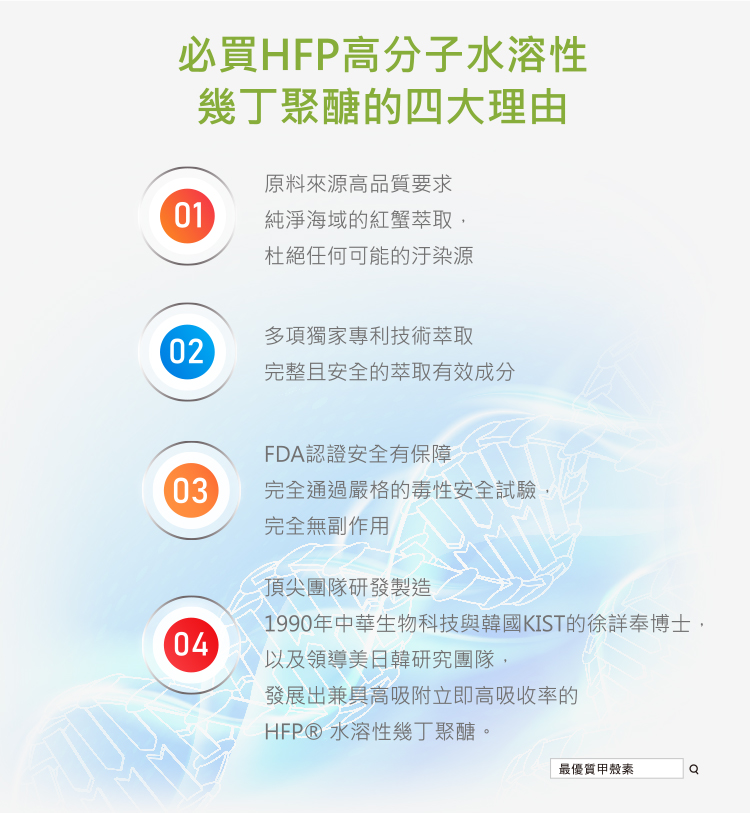 必買HFP高分子水溶性
幾丁聚醣的四大理由
01
原料來源高品質要求
純淨海域的紅蟹萃取，
杜絕任何可能的汙染源
02
多項獨家專利技術萃取
完整且安全的萃取有效成分
03
FDA認證安全有保障
完全通過嚴格的毒性安全試驗，
完全無副作用
04
頂尖團隊研發製造
1990年中華生物科技與韓國KIST的徐詳奉博士，
以及領導美日韓研究團隊，
發展出兼具高吸附立即高吸收率的
HFP® 水溶性幾丁聚醣。
最優質甲殼素